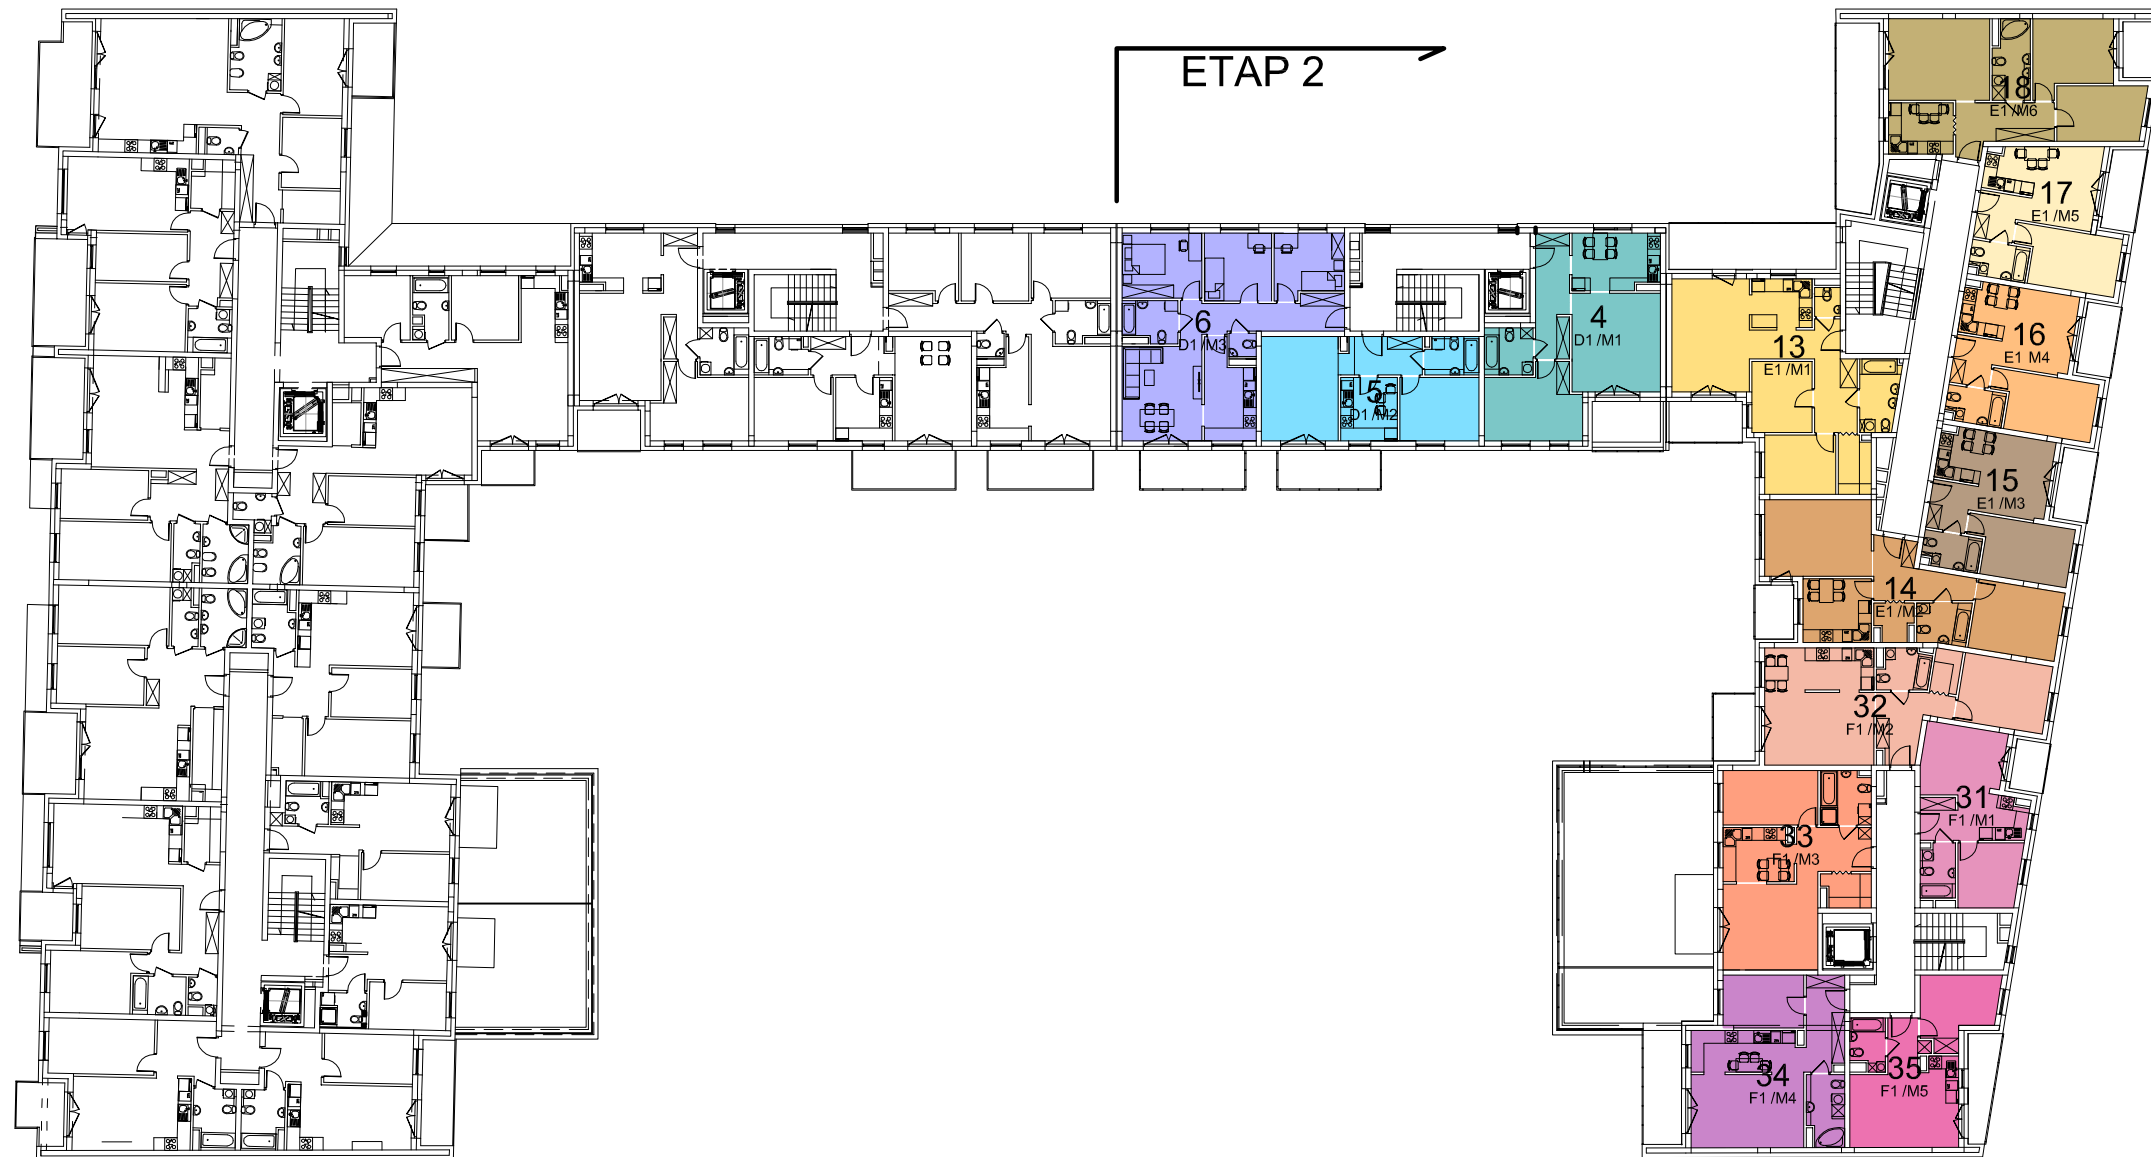 ETAP 2
18
E1 /M6
17
E1 /M5
6
D1 /M3
4
D1 /M1
13
E1 /M1
16
E1 M4
5
D1 /M2
15
E1 /M3
14
E1 /M2
32
F1 /M2
31
F1 /M1
33
F1 /M3
34
F1 /M4
35
F1 /M5